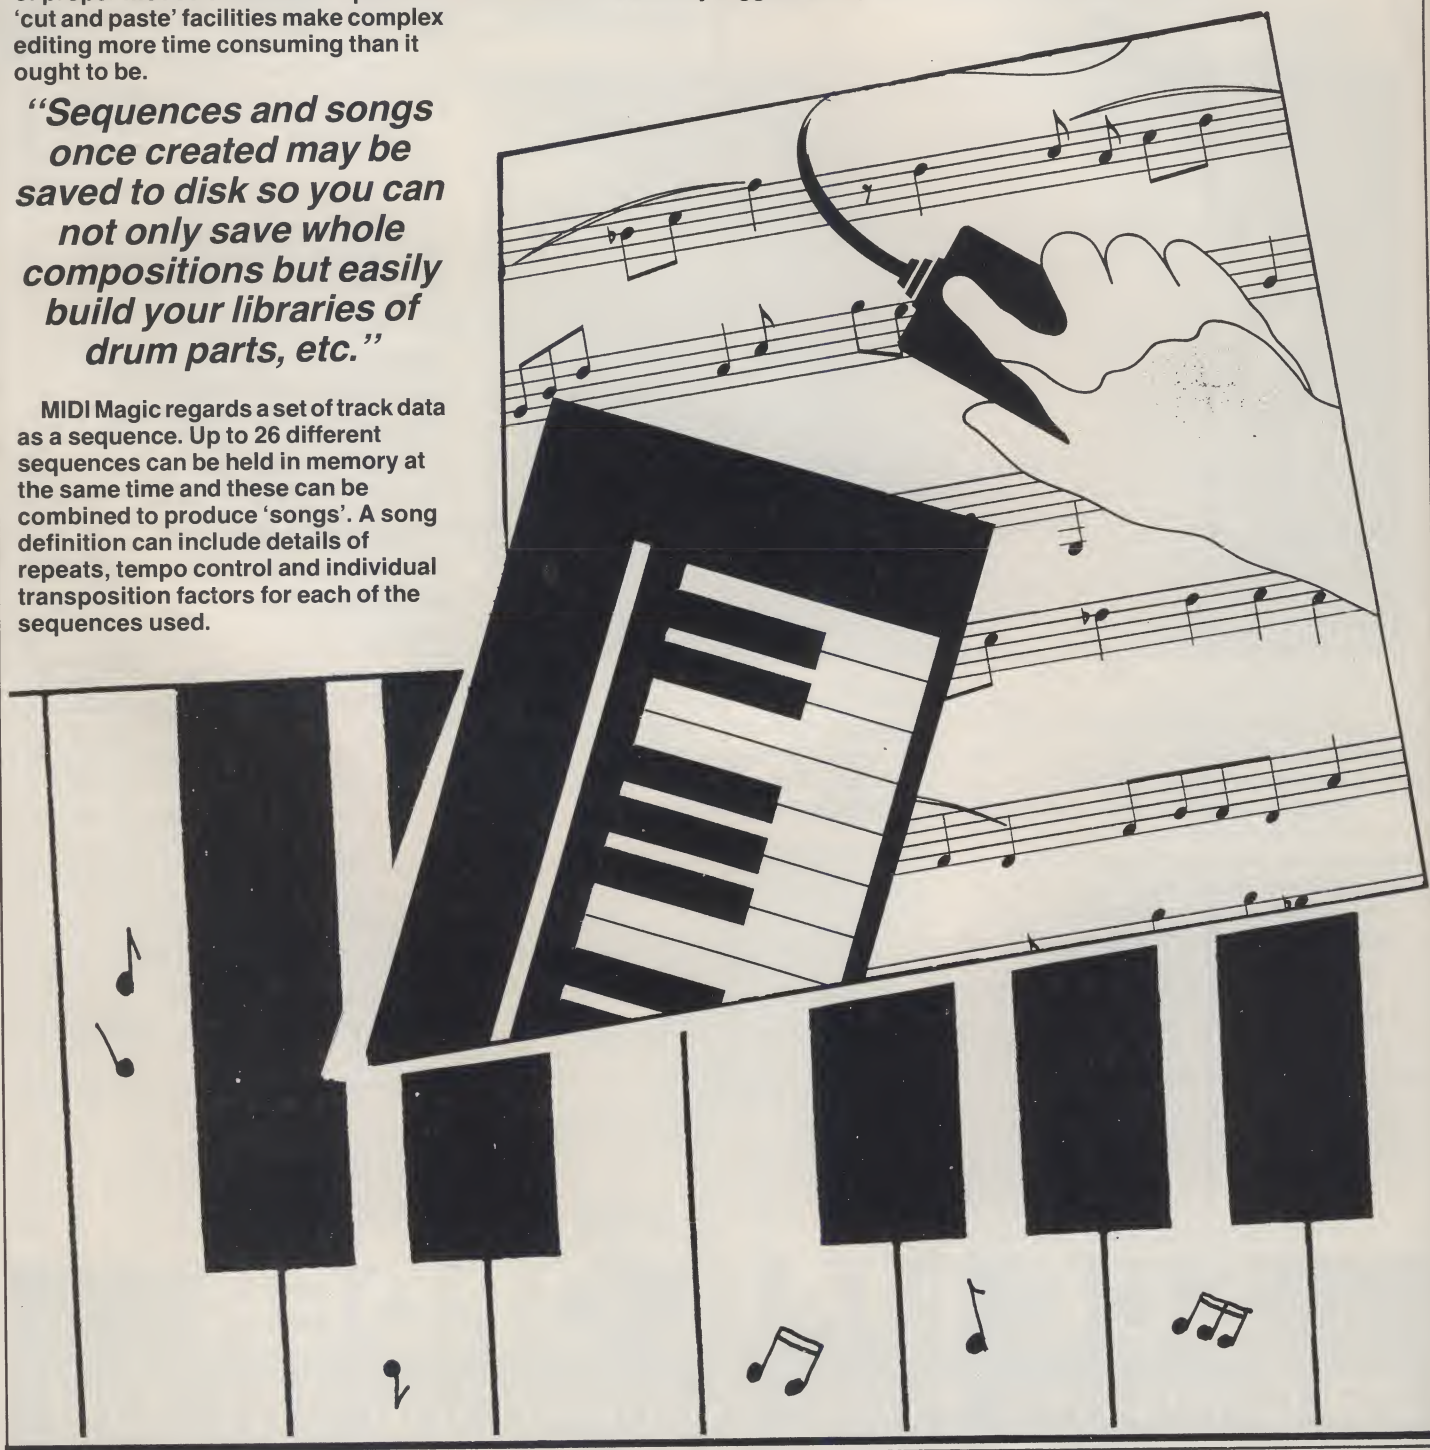 'cut and paste' facilities make complex
editing more time consuming than it
ought to be.
"Sequences and songs
once created may be
saved to disk so you can
not only save whole
compositions but easily
build your libraries of
drum parts, etc."
MIDI Magic regards a set of track data
as a sequence. Up to 26 different
sequences can be held in memory at
the same time and these can be
combined to produce 'songs'. A song
definition can include details of
repeats, tempo control and individual
transposition factors for each of the
sequences used.